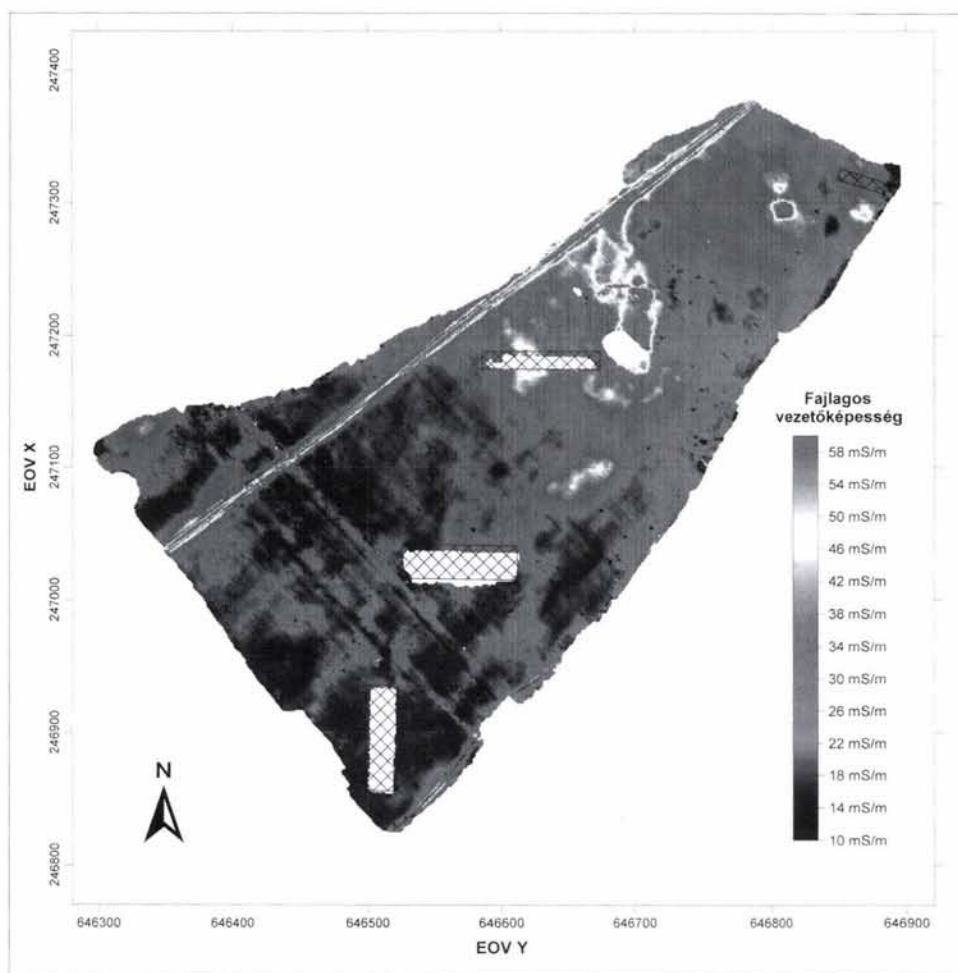 247400
247300
247200
247100
247000
246900
246800
EOV X
Fajlagos
vezetőképesség
58 mS/m
54 mS/m
50 mS/m
46 mS/m
42 mS/m
38 mS/m
34 mS/m
30 mS/m
26 mS/m
22 mS/m
18 mS/m
14 mS/m
10 mS/m
N
646300 646400 646500 646600 646700 646800 646900
EOV Y